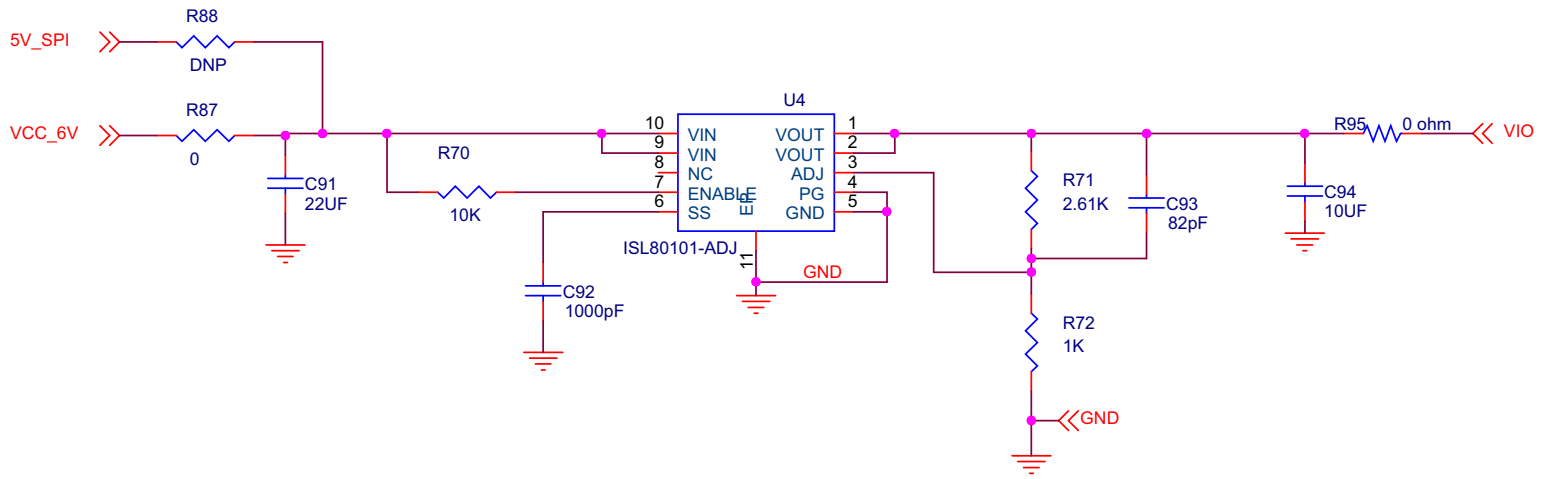 R88
5V_SPI
DNP
R87
VCC_6V
0
C91
22UF
R70
10K
U4
10 VIN
9 VIN
8 NC
7 ENABLE
6 SS
EP
VOUT 1
VOUT 2
ADJ 3
PG 4
GND 5
ISL80101-ADJ
11
GND
C92
1000pF
R71
2.61K
C93
82pF
C94
10UF
R95 0 ohm
VIO
R72
1K
GND